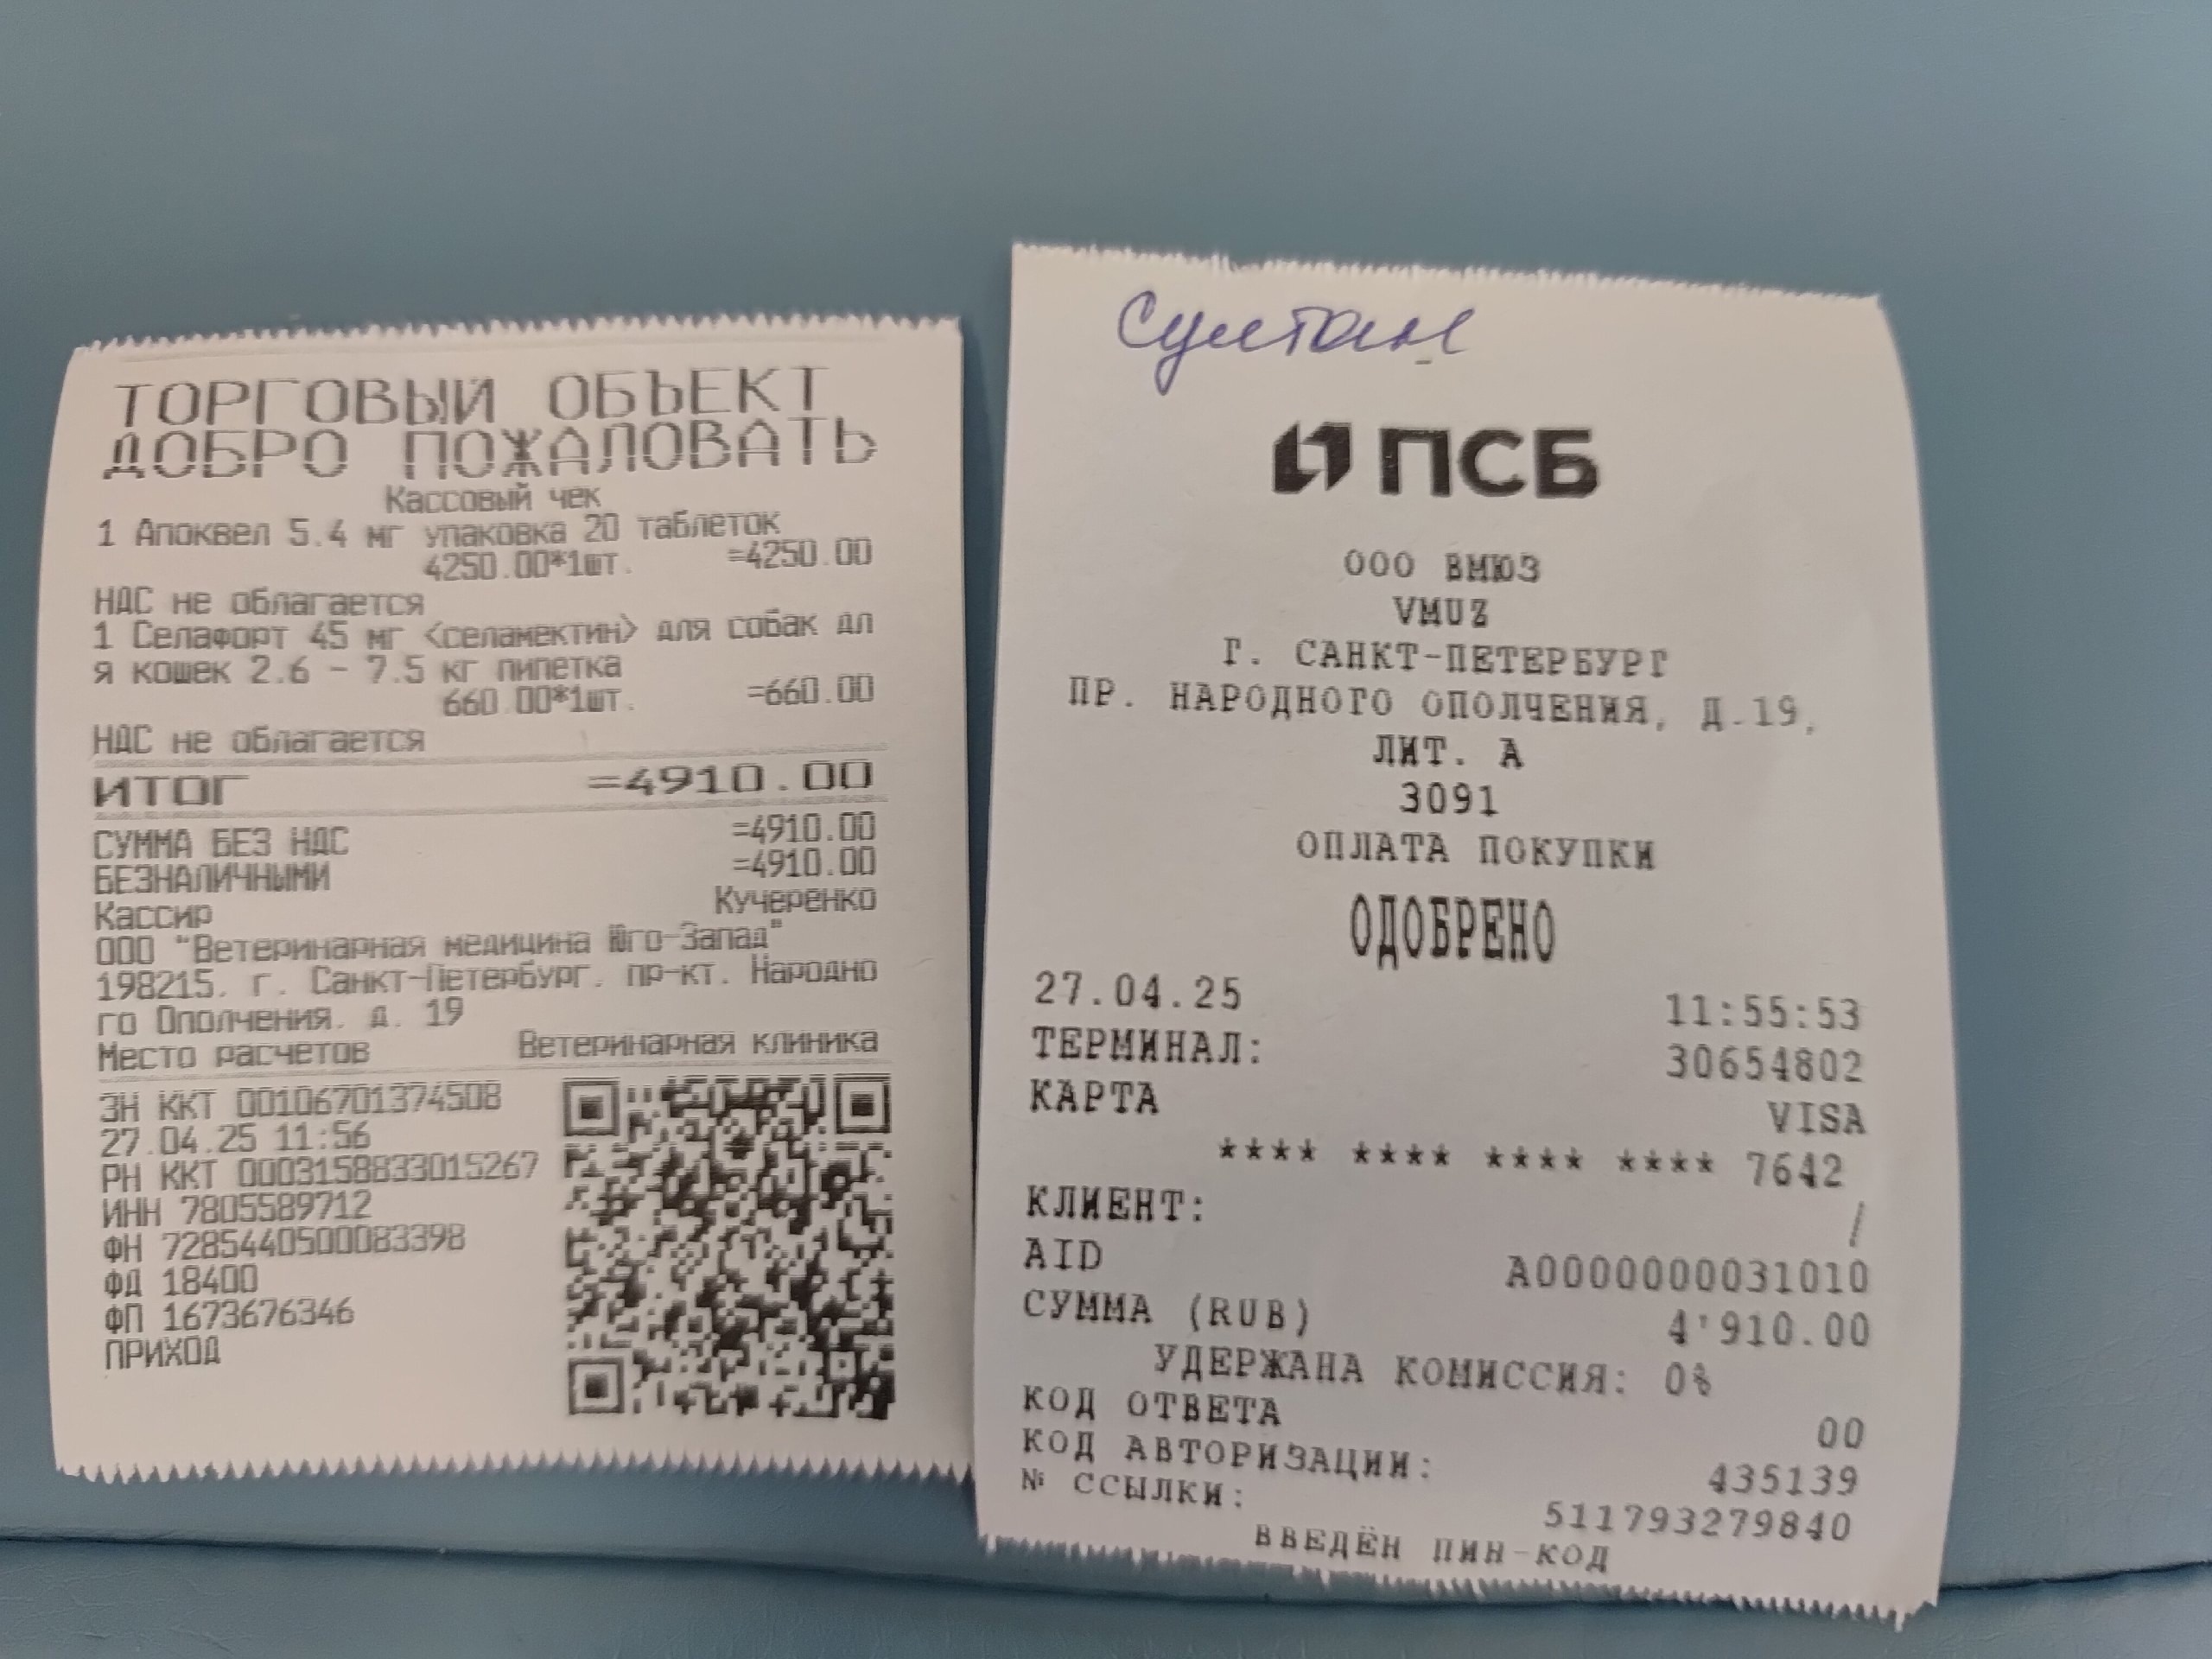 ТОРГОВЫЙ ОБЪЕКТ
ДОБРО ПОЖАЛОВАТЬ
Кассовый чек
1 Апоквел 5.4 мг упаковка 20 таблеток
4250.00*1шт. =4250.00
НДС не облагается
1 Селафорт 45 мг <селамектин> для собак дл
я кошек 2.6 - 7.5 кг пипетка
660.00*1шт. =660.00
НДС не облагается
ИТОГ =4910.00
СУММА БЕЗ НДС =4910.00
БЕЗНАЛИЧНЫМИ =4910.00
Кассир Кучеренко
ООО "Ветеринарная медицина Юго-Запад"
198215, г. Санкт-Петербург, пр-кт. Народно
го Ополчения, д. 19
Место расчетов Ветеринарная клиника
ЗН ККТ 00106701374508
27.04.25 11:56
РН ККТ 0003158833015267
ИНН 7805589712
ФН 7285440500083398
ФД 18400
ФП 1673676346
ПРИХОД
Султан
ПСБ
ООО ВМЮЗ
VMUZ
Г. САНКТ-ПЕТЕРБУРГ
ПР. НАРОДНОГО ОПОЛЧЕНИЯ, Д.19,
ЛИТ. А
3091
ОПЛАТА ПОКУПКИ
ОДОБРЕНО
27.04.25 11:55:53
ТЕРМИНАЛ: 30654802
КАРТА VISA
**** **** **** **** 7642
КЛИЕНТ: /
AID A0000000031010
СУММА (RUB) 4'910.00
УДЕРЖАНА КОМИССИЯ: 0%
КОД ОТВЕТА 00
КОД АВТОРИЗАЦИИ: 435139
№ ССЫЛКИ: 511793279840
ВВЕДЁН ПИН-КОД